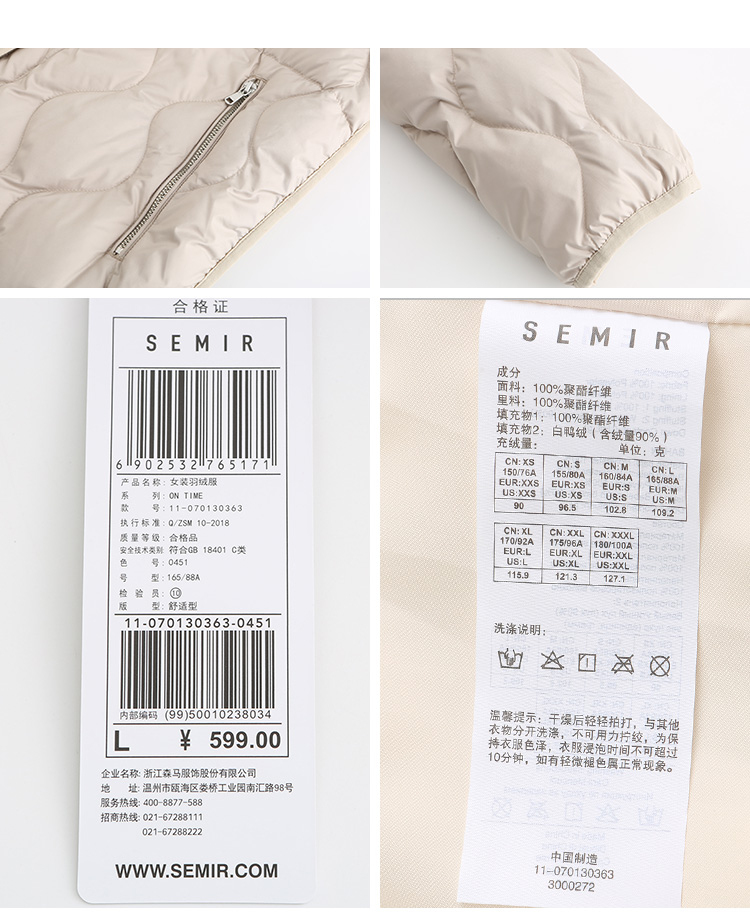 合格证
SEMIR
6 902532 765171
产品名称: 女装羽绒服
系 列: ON TIME
款 号: 11-070130363
执行标准: Q/ZSM 10-2018
质量等级: 合格品
安全技术类别: 符合GB 18401 C类
色 号: 0451
号 型: 165/88A
检 验 员: ⑩
版 型: 舒适型
11-070130363-0451
内部编码 (99)50010238034
L ¥ 599.00
企业名称: 浙江森马服饰股份有限公司
地 址: 温州市瓯海区娄桥工业园南汇路98号
服务热线: 400-8877-588
招商热线: 021-67288111
021-67288222
WWW.SEMIR.COM
SEMIR
成分
面料: 100%聚酯纤维
里料: 100%聚酯纤维
填充物1: 100%聚酯纤维
填充物2: 白鸭绒（含绒量90%）
充绒量: 单位: 克
CN: XS CN: S CN: M CN: L
150/76A 155/80A 160/84A 165/88A
EUR:XXS EUR:XS EUR:S EUR:M
US:XXS US:XS US:S US:M
90 96.5 102.8 109.2
CN: XL CN: XXL CN: XXXL
170/92A 175/96A 180/100A
EUR:L EUR:XL EUR:XXL
US:L US:XL US:XXL
115.9 121.3 127.1
洗涤说明:
温馨提示: 干燥后轻轻拍打, 与其他
衣物分开洗涤, 不可用力拧绞, 为保
持衣服色泽, 衣服浸泡时间不可超过
10分钟, 如有轻微褪色属正常现象。
中国制造
11-070130363
3000272